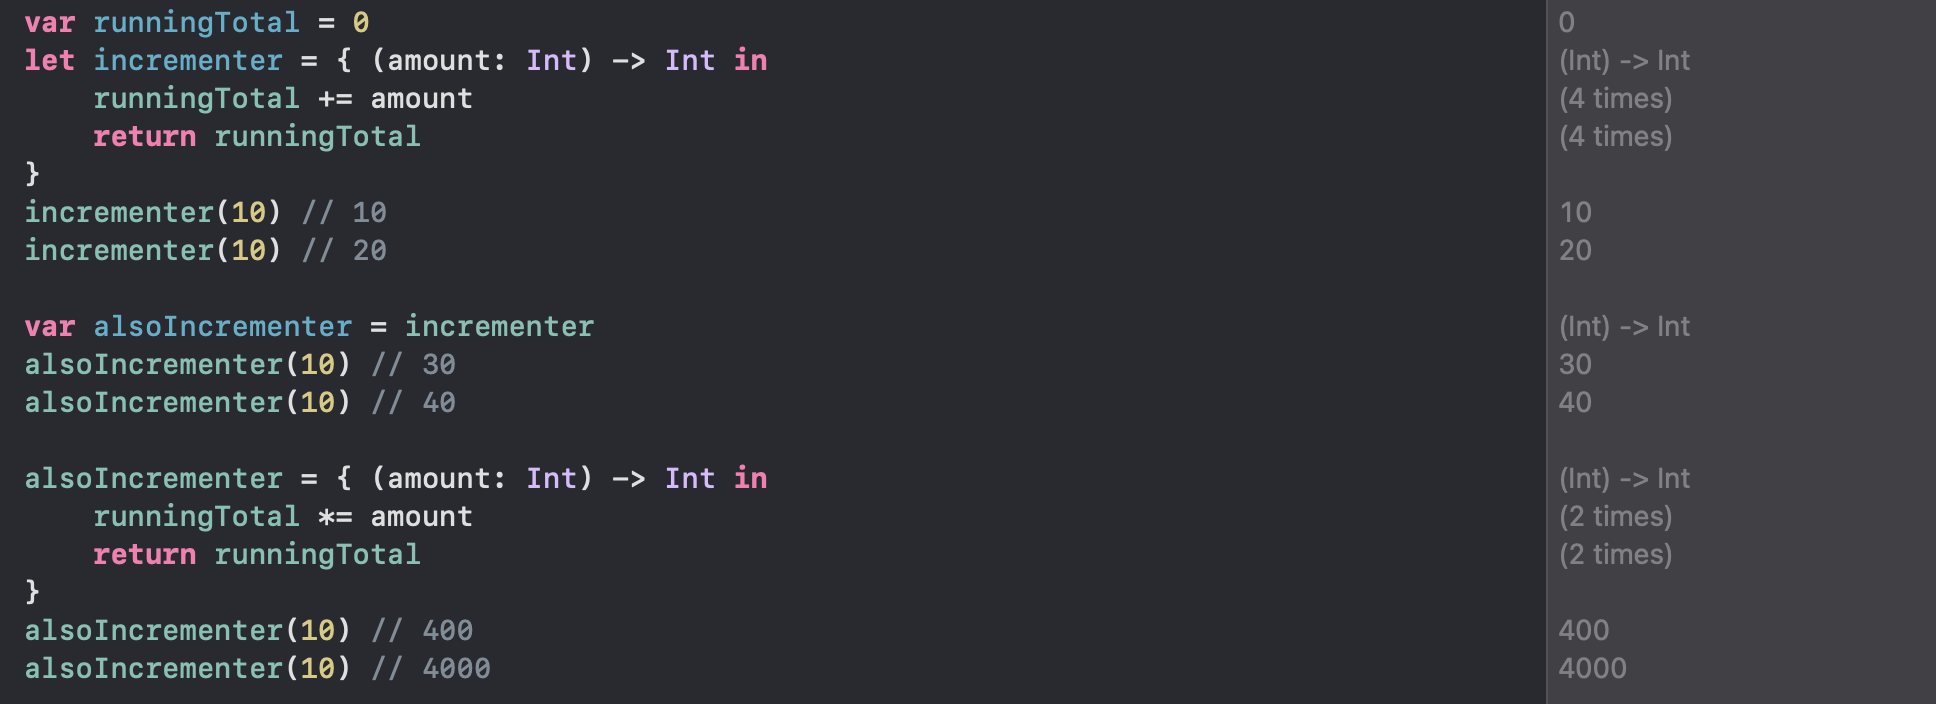 var runningTotal = 0 0
let incrementer = { (amount: Int) -> Int in (Int) -> Int
    runningTotal += amount (4 times)
    return runningTotal (4 times)
}
incrementer(10) // 10 10
incrementer(10) // 20 20

var alsoIncrementer = incrementer (Int) -> Int
alsoIncrementer(10) // 30 30
alsoIncrementer(10) // 40 40

alsoIncrementer = { (amount: Int) -> Int in (Int) -> Int
    runningTotal *= amount (2 times)
    return runningTotal (2 times)
}
alsoIncrementer(10) // 400 400
alsoIncrementer(10) // 4000 4000